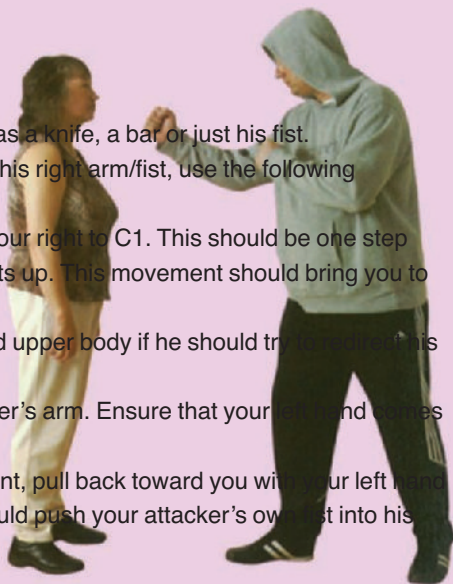 as a knife, a bar or just his fist.
his right arm/fist, use the following
our right to C1. This should be one step
ts up. This movement should bring you to
d upper body if he should try to redirect his
er's arm. Ensure that your left hand comes
nt, pull back toward you with your left hand
uld push your attacker's own fist into his